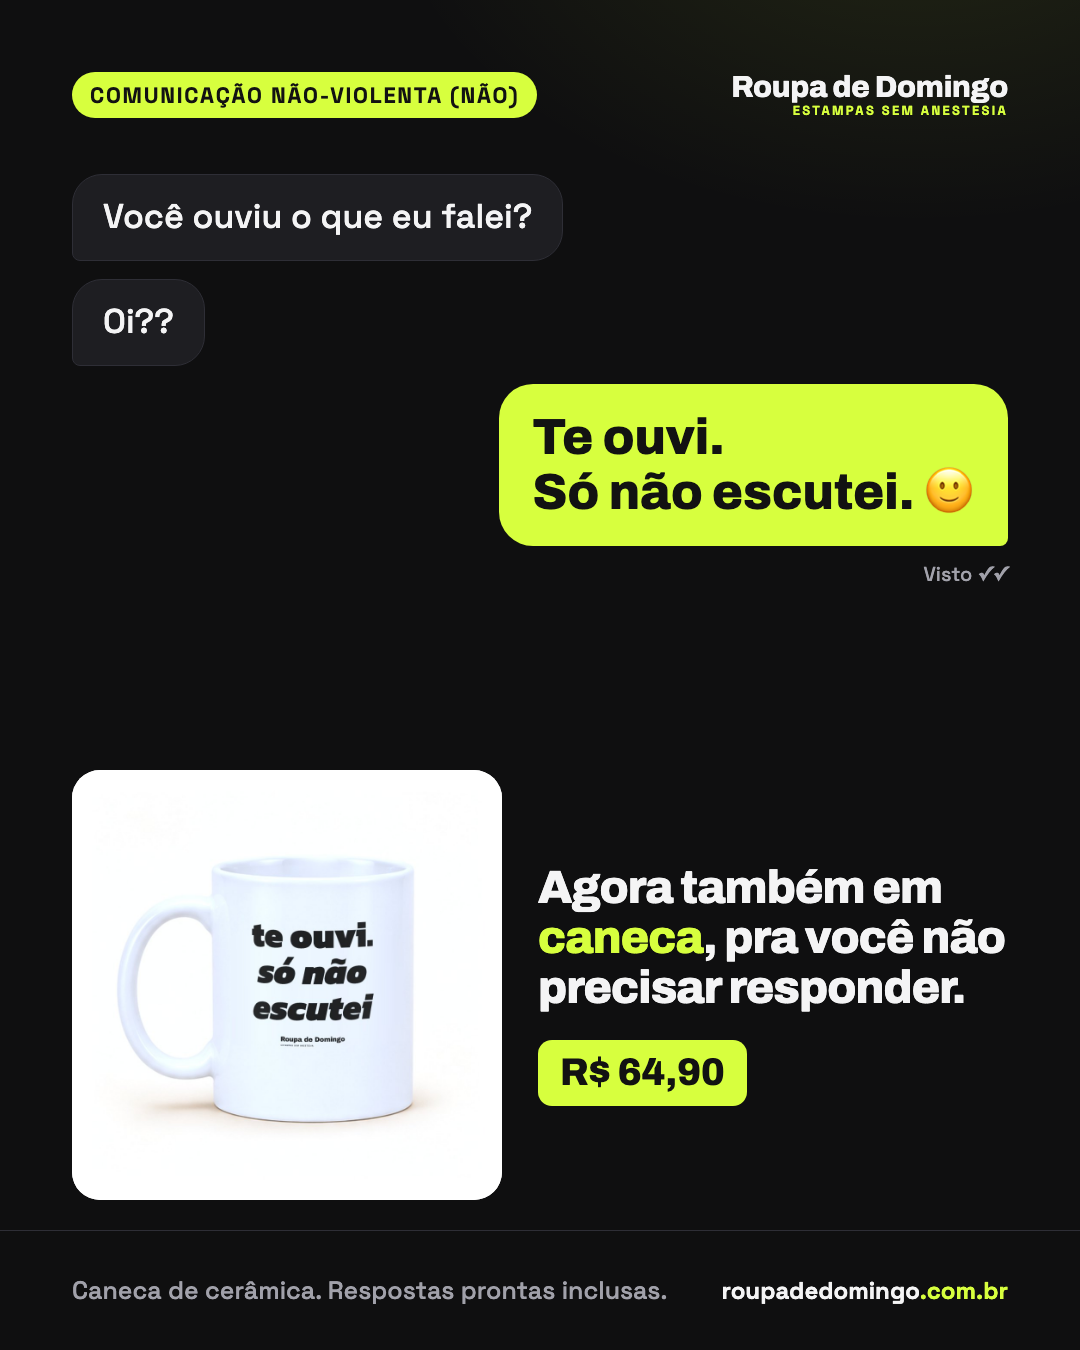 COMUNICAÇÃO NÃO-VIOLENTA (NÃO)
Roupa de Domingo
ESTAMPAS SEM ANESTESIA
Você ouviu o que eu falei?
Oi??
Te ouvi.
Só não escutei. 🙂
Visto ✓✓
te ouvi.
só não
escutei
Roupa de Domingo
Agora também em
caneca, pra você não
precisar responder.
R$ 64,90
Caneca de cerâmica. Respostas prontas inclusas.
roupadedomingo.com.br